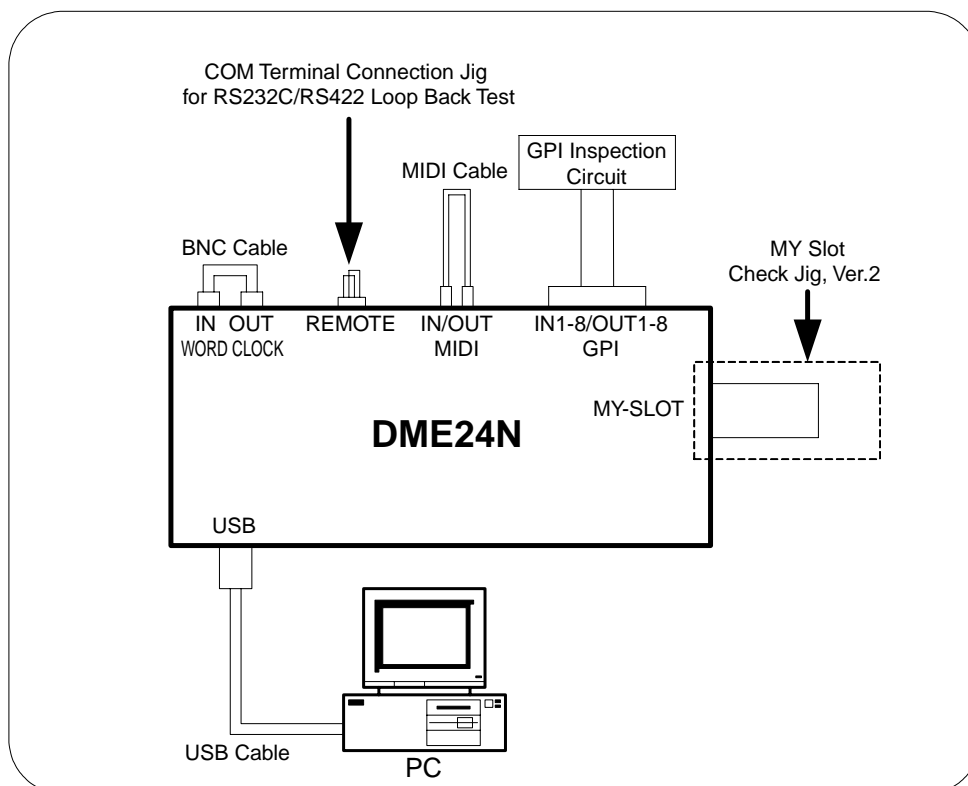 COM Terminal Connection Jig
for RS232C/RS422 Loop Back Test
MIDI Cable
GPI Inspection
Circuit
BNC Cable
MY Slot
Check Jig, Ver.2
IN OUT
WORD CLOCK
REMOTE
IN/OUT
MIDI
IN1-8/OUT1-8
GPI
MY-SLOT
DME24N
USB
USB Cable
PC